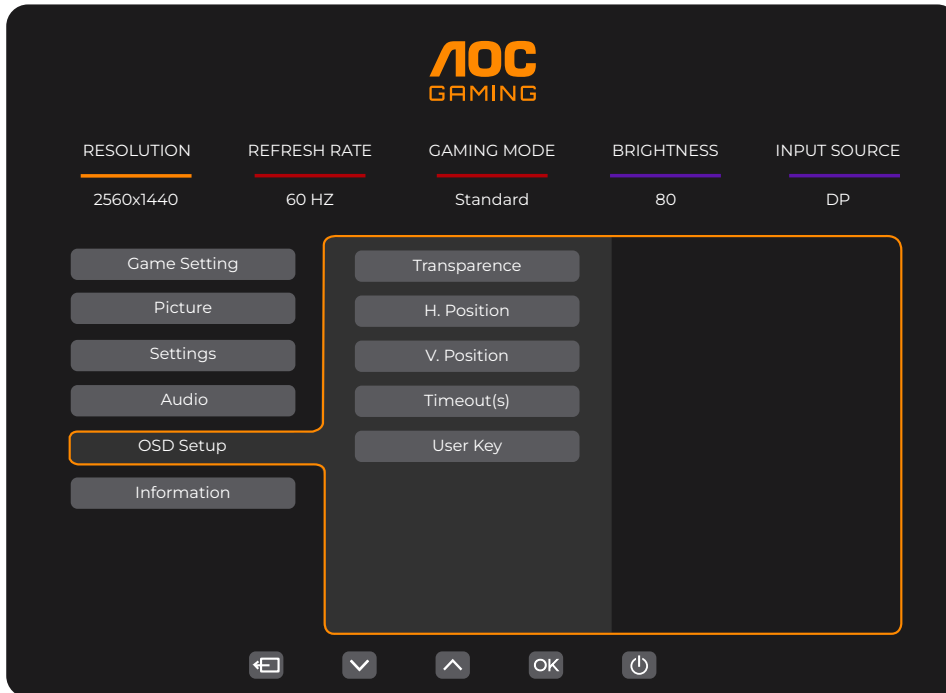 AOC
GAMING
RESOLUTION REFRESH RATE GAMING MODE BRIGHTNESS INPUT SOURCE
2560x1440 60 HZ Standard 80 DP
Game Setting
Picture
Settings
Audio
OSD Setup
Information
Transparence
H. Position
V. Position
Timeout(s)
User Key
OK